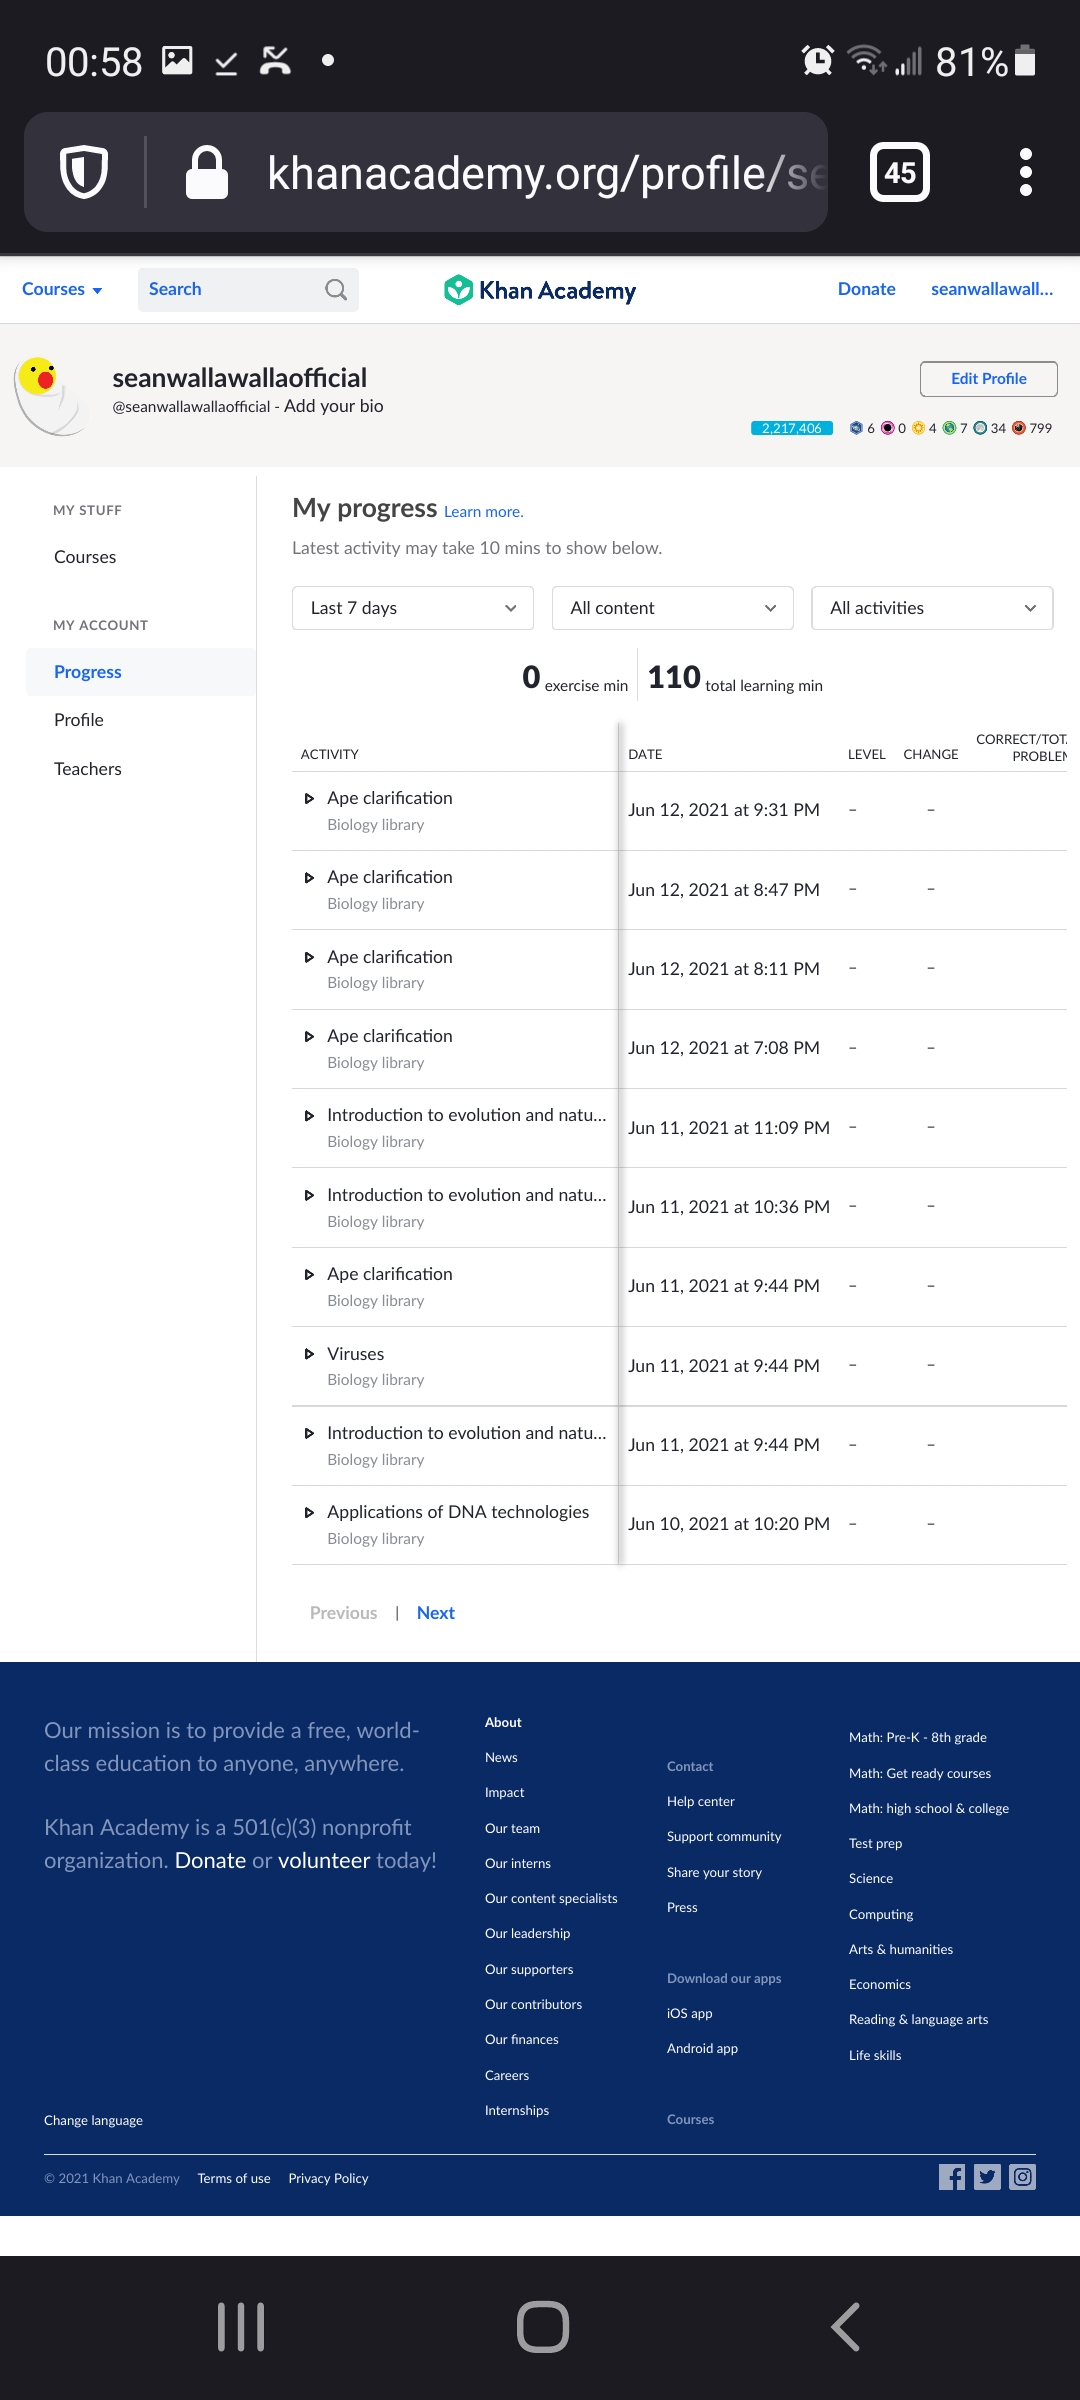 00:58 81%
khanacademy.org/profile/se
45
Courses
Search
Khan Academy
Donate
seanwallawall...
seanwallawallaofficial
@seanwallawallaofficial - Add your bio
Edit Profile
2,217,406 6 0 4 7 34 799
MY STUFF
Courses
MY ACCOUNT
Progress
Profile
Teachers
My progress Learn more.
Latest activity may take 10 mins to show below.
Last 7 days
All content
All activities
0 exercise min
110 total learning min
ACTIVITY DATE LEVEL CHANGE CORRECT/TOT
PROBLEM
Ape clarification
Biology library
Jun 12, 2021 at 9:31 PM – –
Ape clarification
Biology library
Jun 12, 2021 at 8:47 PM – –
Ape clarification
Biology library
Jun 12, 2021 at 8:11 PM – –
Ape clarification
Biology library
Jun 12, 2021 at 7:08 PM – –
Introduction to evolution and natu...
Biology library
Jun 11, 2021 at 11:09 PM – –
Introduction to evolution and natu...
Biology library
Jun 11, 2021 at 10:36 PM – –
Ape clarification
Biology library
Jun 11, 2021 at 9:44 PM – –
Viruses
Biology library
Jun 11, 2021 at 9:44 PM – –
Introduction to evolution and natu...
Biology library
Jun 11, 2021 at 9:44 PM – –
Applications of DNA technologies
Biology library
Jun 10, 2021 at 10:20 PM – –
Previous | Next
Our mission is to provide a free, world-
class education to anyone, anywhere.
Khan Academy is a 501(c)(3) nonprofit
organization. Donate or volunteer today!
About
News
Impact
Our team
Our interns
Our content specialists
Our leadership
Our supporters
Our contributors
Our finances
Careers
Internships
Contact
Help center
Support community
Share your story
Press
Download our apps
iOS app
Android app
Courses
Math: Pre-K - 8th grade
Math: Get ready courses
Math: high school & college
Test prep
Science
Computing
Arts & humanities
Economics
Reading & language arts
Life skills
Change language
© 2021 Khan Academy Terms of use Privacy Policy